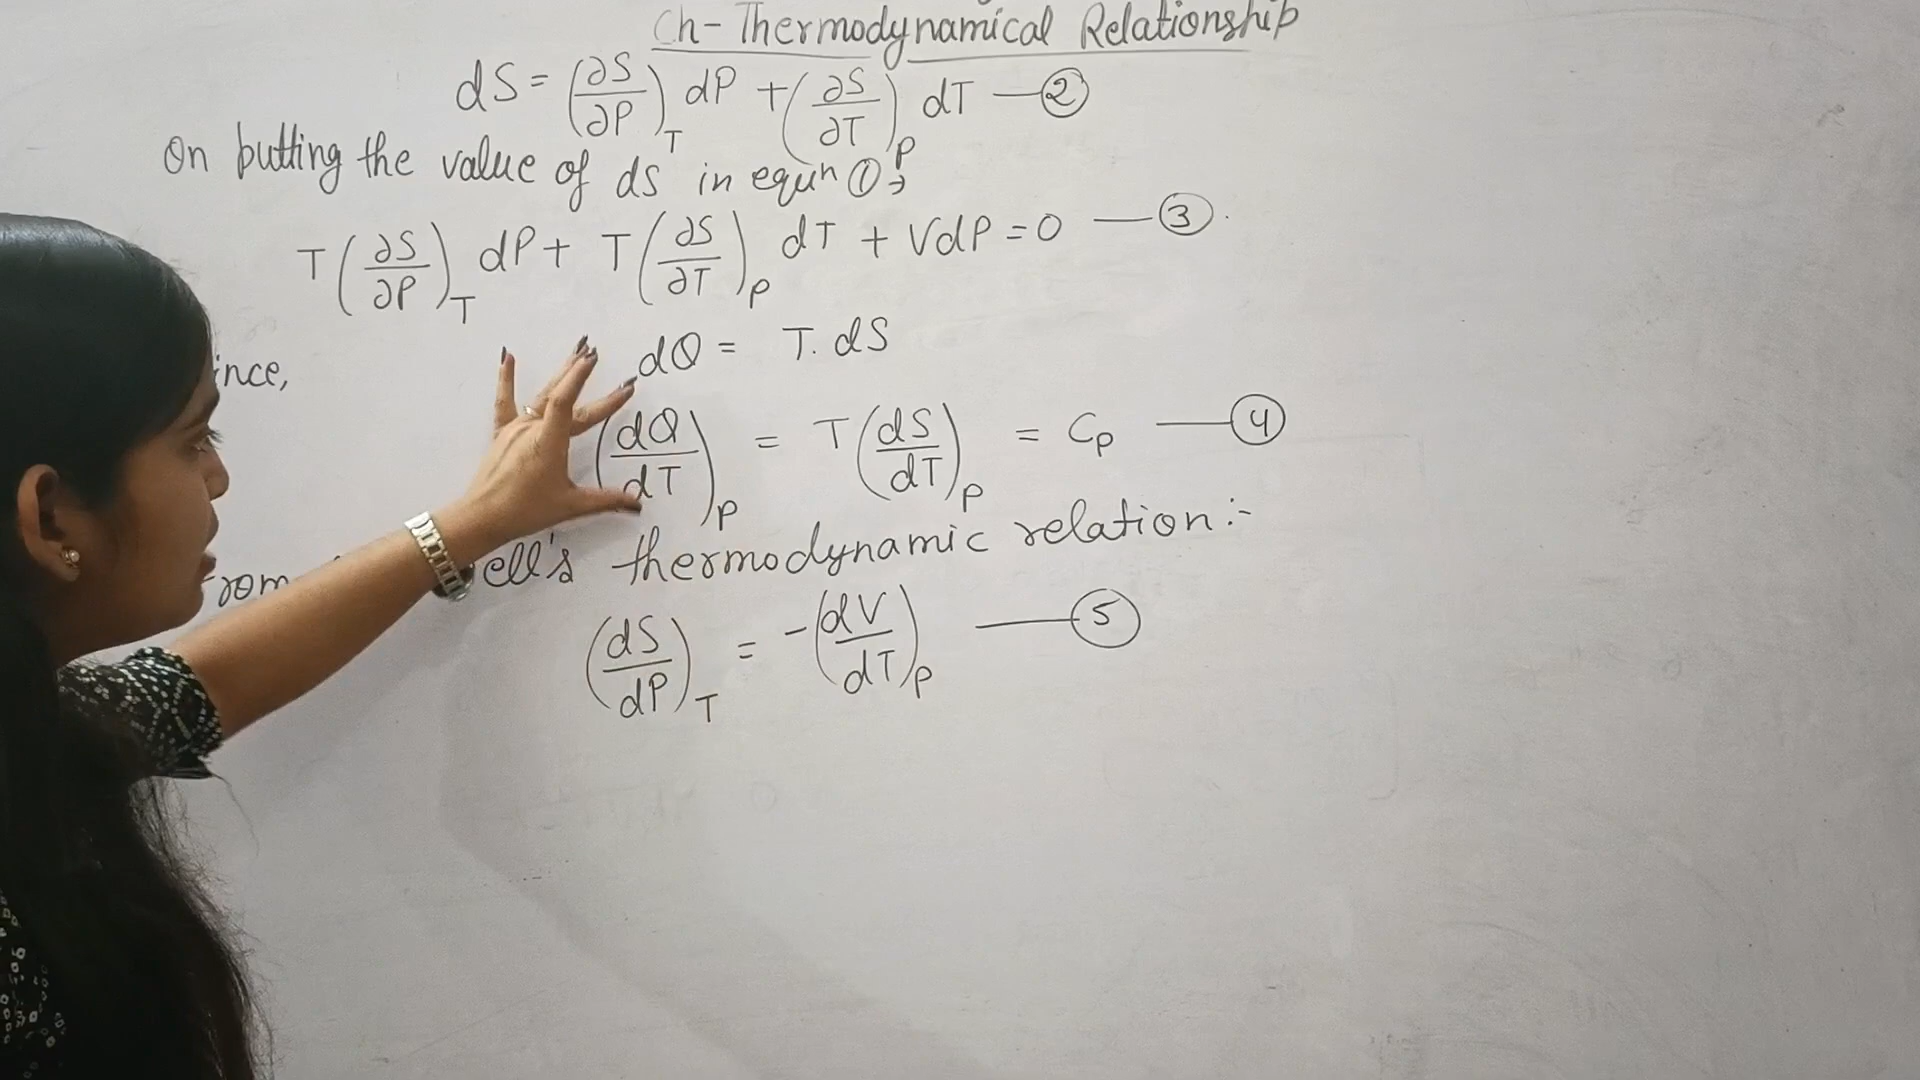 Ch-Thermodynamical Relationship
dS = (∂S/∂P)_T dP + (∂S/∂T)_P dT —②
On putting the value of ds in equn ①,
T(∂S/∂P)_T dP + T(∂S/∂T)_P dT + VdP = 0 —③.
ince,
dQ = T. dS
(dQ/dT)_P = T(dS/dT)_P = Cp —④
rom ell's thermodynamic relation:-
(dS/dP)_T = -(dV/dT)_P —⑤